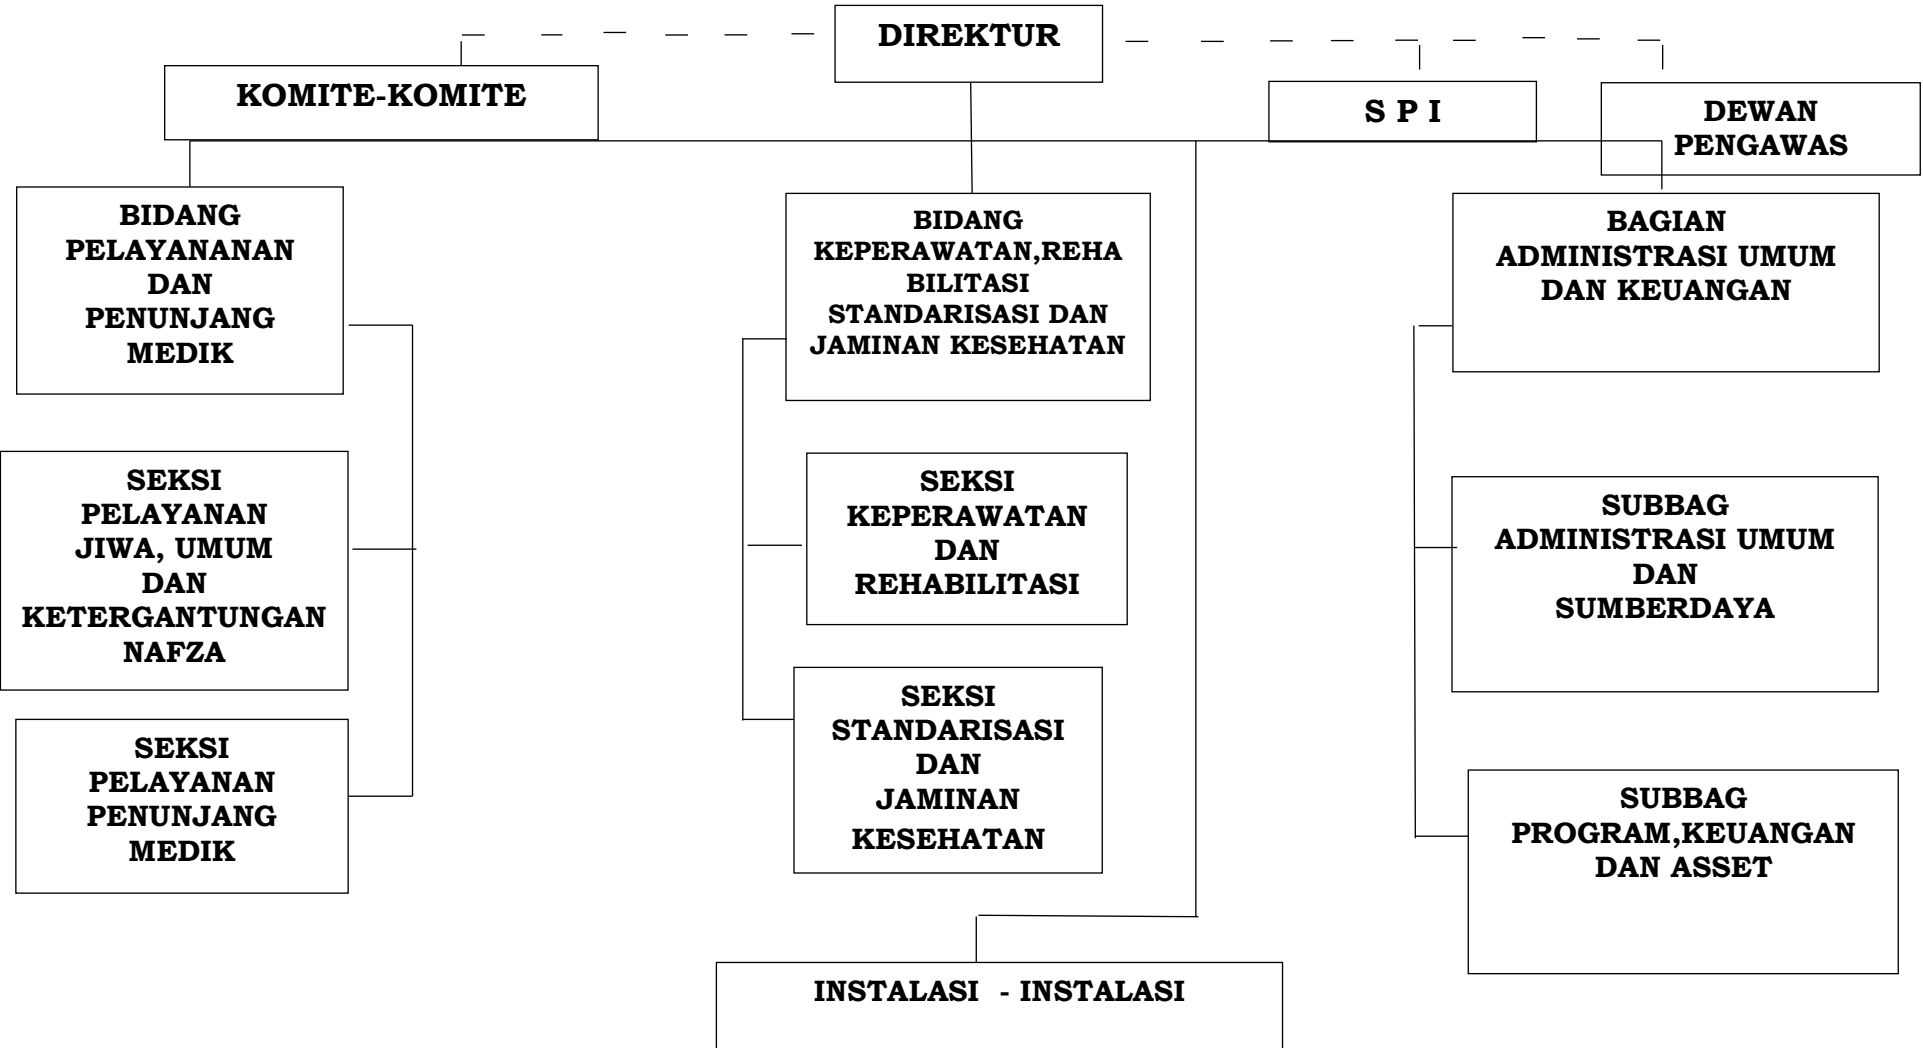 DIREKTUR
KOMITE-KOMITE
S P I
DEWAN
PENGAWAS
BIDANG
PELAYANANAN
DAN
PENUNJANG
MEDIK
BIDANG
KEPERAWATAN,REHA
BILITASI
STANDARISASI DAN
JAMINAN KESEHATAN
BAGIAN
ADMINISTRASI UMUM
DAN KEUANGAN
SEKSI
PELAYANAN
JIWA, UMUM
DAN
KETERGANTUNGAN
NAFZA
SEKSI
KEPERAWATAN
DAN
REHABILITASI
SUBBAG
ADMINISTRASI UMUM
DAN
SUMBERDAYA
SEKSI
PELAYANAN
PENUNJANG
MEDIK
SEKSI
STANDARISASI
DAN
JAMINAN
KESEHATAN
SUBBAG
PROGRAM,KEUANGAN
DAN ASSET
INSTALASI - INSTALASI